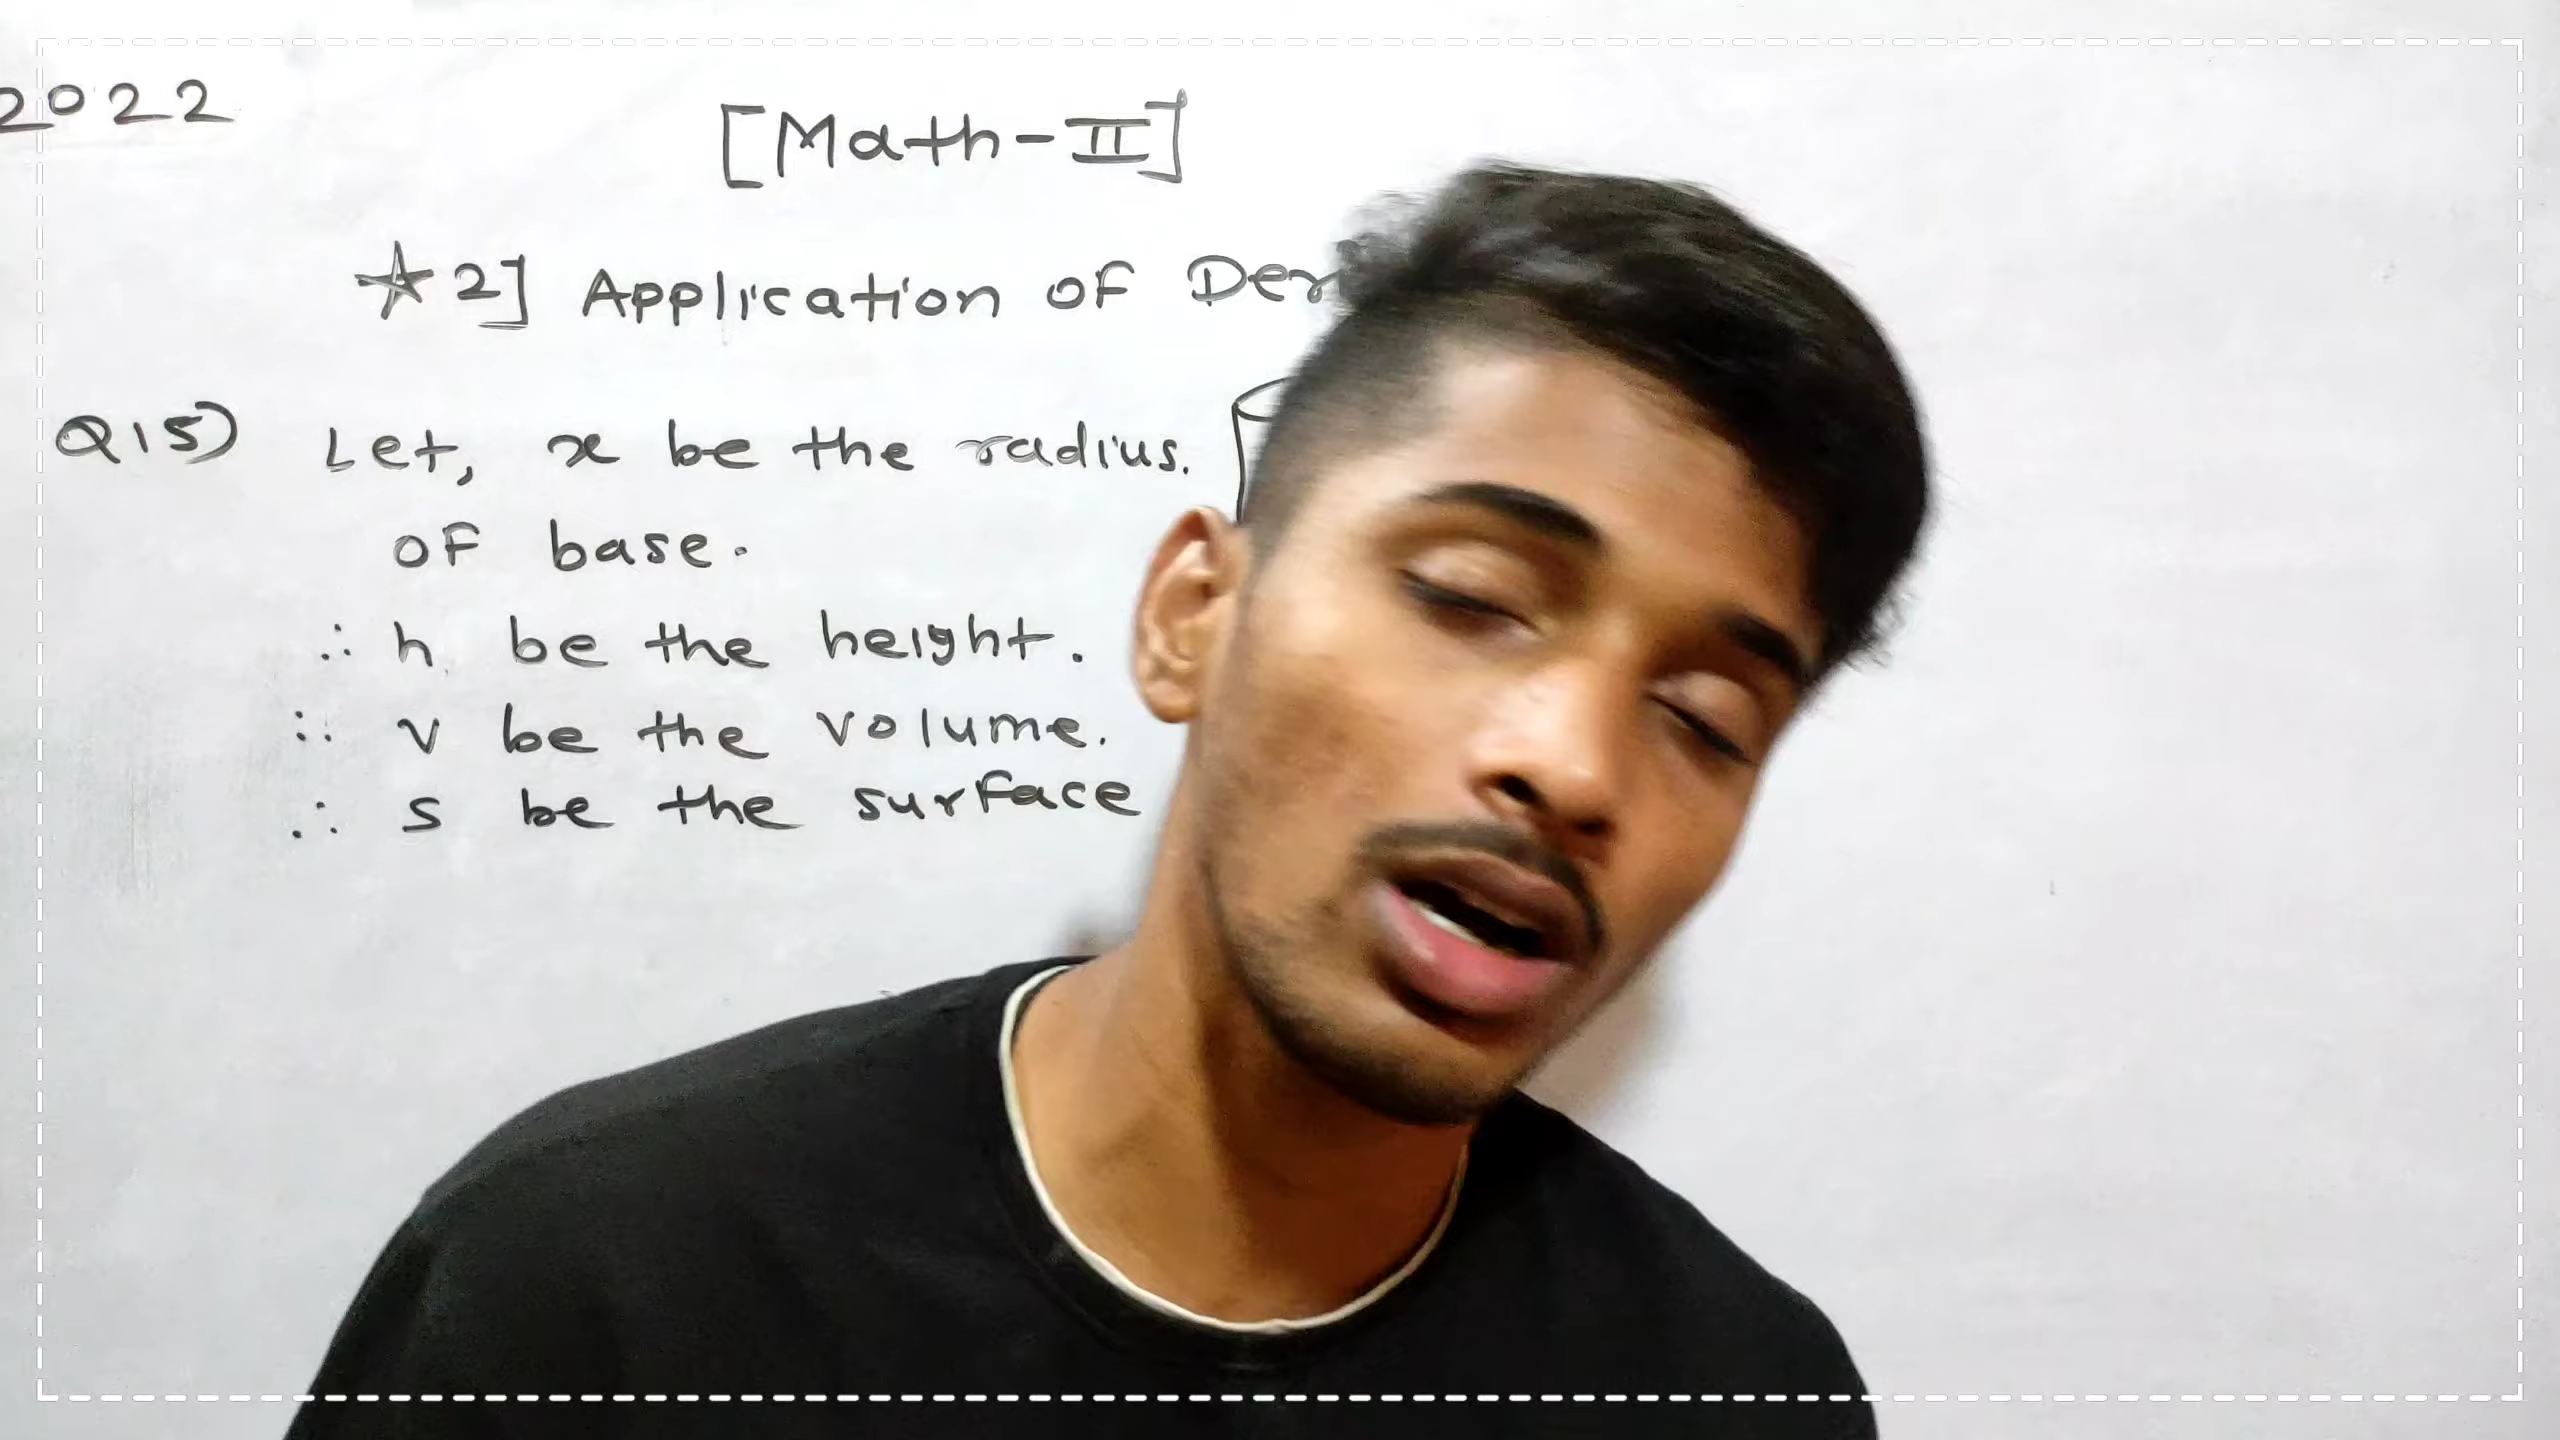 2022
[Math-II]
☆ 2] Application of
Q15) Let, x be the radius.
of base.
∴ h be the height.
∴ v be the volume.
∴ s be the surface